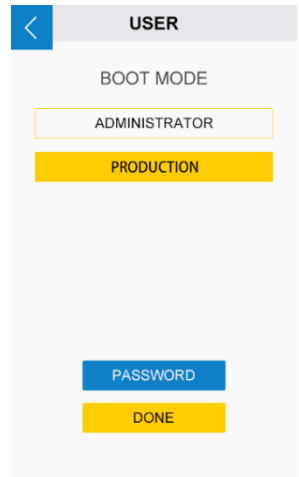 USER
BOOT MODE
ADMINISTRATOR
PRODUCTION
PASSWORD
DONE